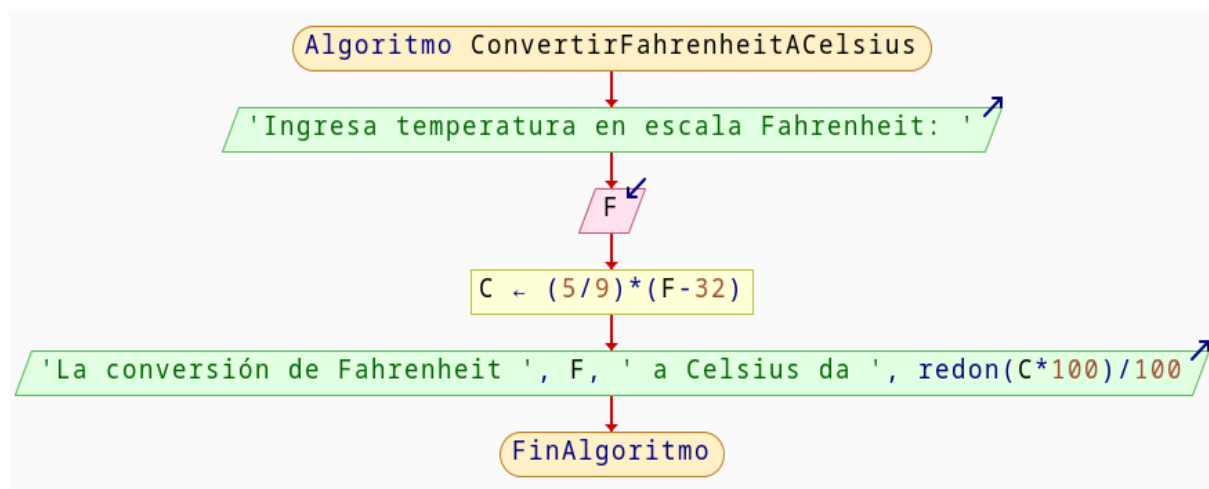 Algoritmo ConvertirFahrenheitACelsius
'Ingresa temperatura en escala Fahrenheit: '
F
C ← (5/9)*(F-32)
'La conversión de Fahrenheit ', F, ' a Celsius da ', redon(C*100)/100
FinAlgoritmo